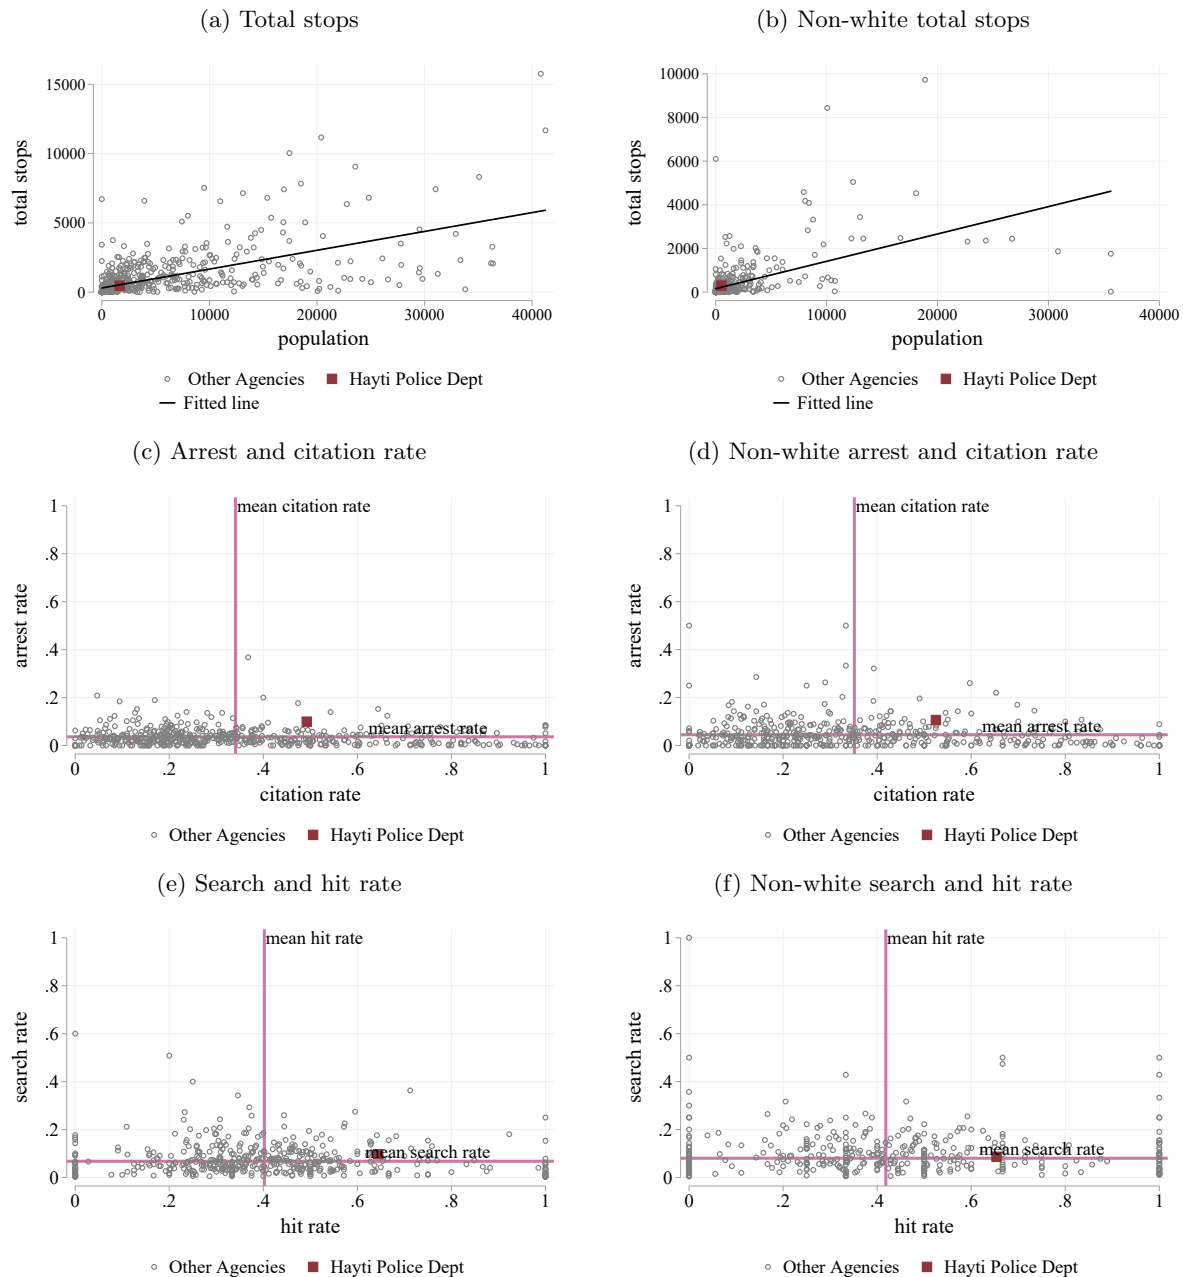 (a) Total stops
total stops
15000
10000
5000
0
0 10000 20000 30000 40000
population
Other Agencies Hayti Police Dept
Fitted line
(b) Non-white total stops
total stops
10000
8000
6000
4000
2000
0
0 10000 20000 30000 40000
population
Other Agencies Hayti Police Dept
Fitted line
(c) Arrest and citation rate
arrest rate
1
.8
.6
.4
.2
0
mean citation rate
mean arrest rate
0 .2 .4 .6 .8 1
citation rate
Other Agencies Hayti Police Dept
(d) Non-white arrest and citation rate
arrest rate
1
.8
.6
.4
.2
0
mean citation rate
mean arrest rate
0 .2 .4 .6 .8 1
citation rate
Other Agencies Hayti Police Dept
(e) Search and hit rate
search rate
1
.8
.6
.4
.2
0
mean hit rate
mean search rate
0 .2 .4 .6 .8 1
hit rate
Other Agencies Hayti Police Dept
(f) Non-white search and hit rate
search rate
1
.8
.6
.4
.2
0
mean hit rate
mean search rate
0 .2 .4 .6 .8 1
hit rate
Other Agencies Hayti Police Dept